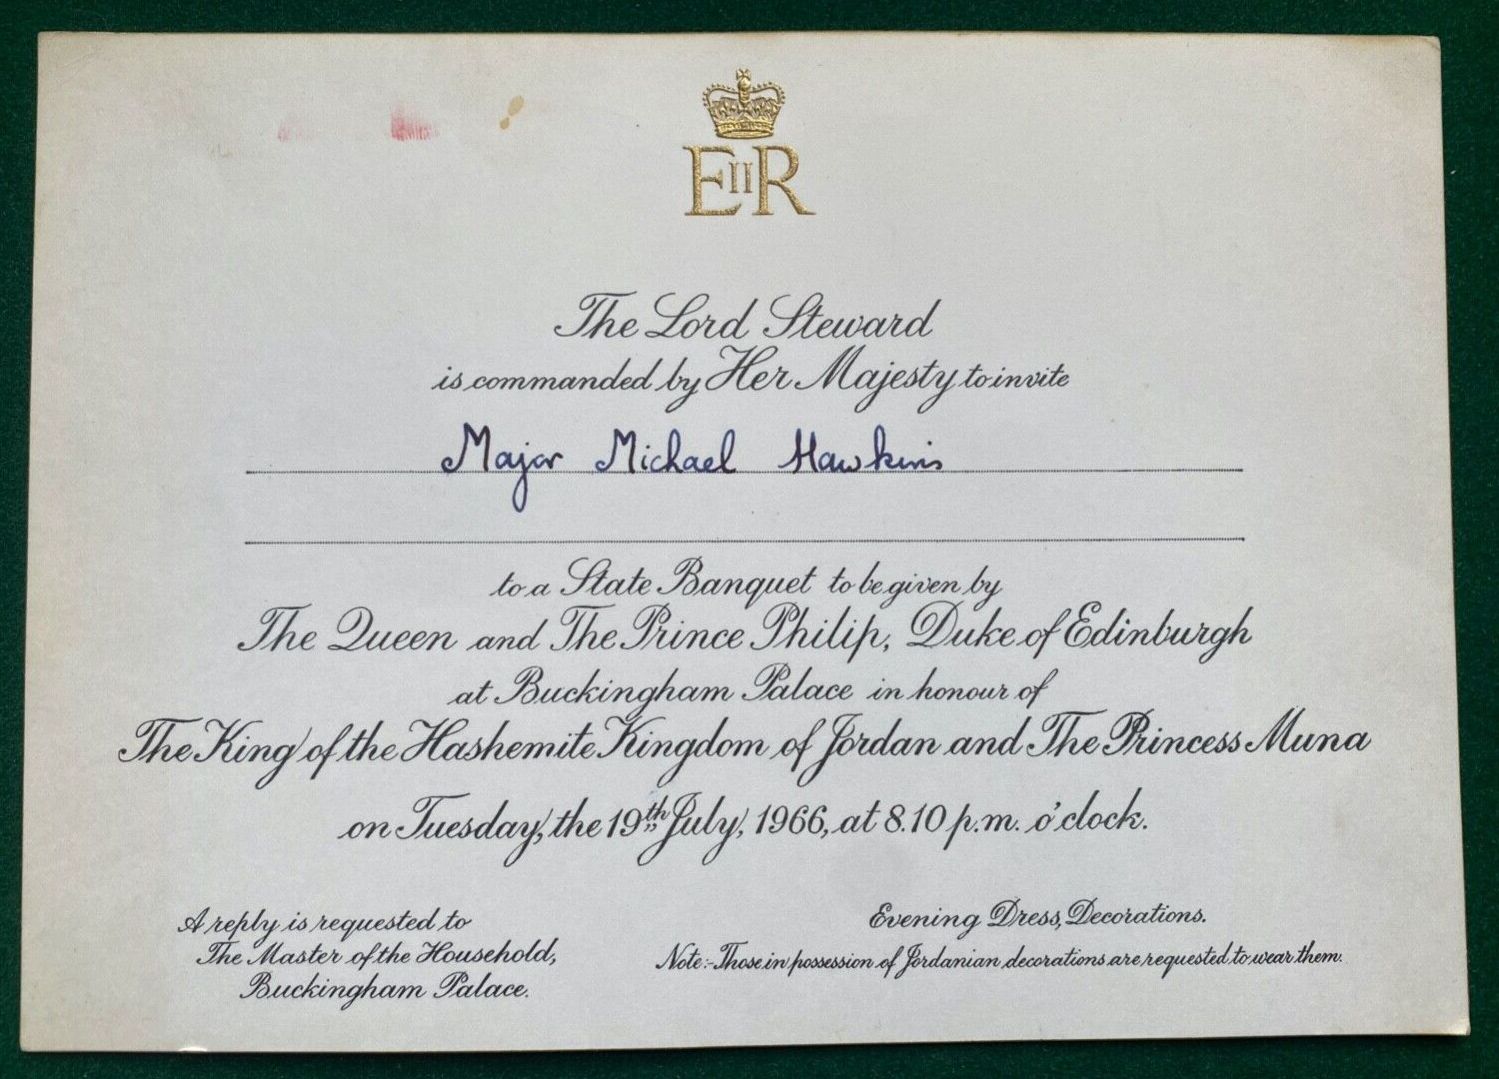 EIIR
The Lord Steward
is commanded by Her Majesty to invite
Major Michael Hawkins
to a State Banquet to be given by
The Queen and The Prince Philip, Duke of Edinburgh
at Buckingham Palace in honour of
The King of the Hashemite Kingdom of Jordan and The Princess Muna
on Tuesday, the 19th July, 1966, at 8.10 p.m. o'clock.
A reply is requested to
The Master of the Household,
Buckingham Palace.
Evening Dress, Decorations.
Note:-Those in possession of Jordanian decorations are requested to wear them.